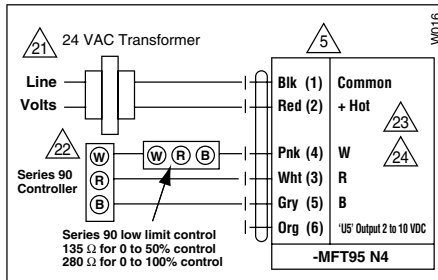 21 24 VAC Transformer
5
W016
Line
Volts
Blk (1) Common
Red (2) + Hot
23
22
24
Series 90
Controller
W
R
B
W R B
Pnk (4) W
Wht (3) R
Gry (5) B
Org (6) 'U5' Output 2 to 10 VDC
Series 90 low limit control
135 Ω for 0 to 50% control
280 Ω for 0 to 100% control
-MFT95 N4